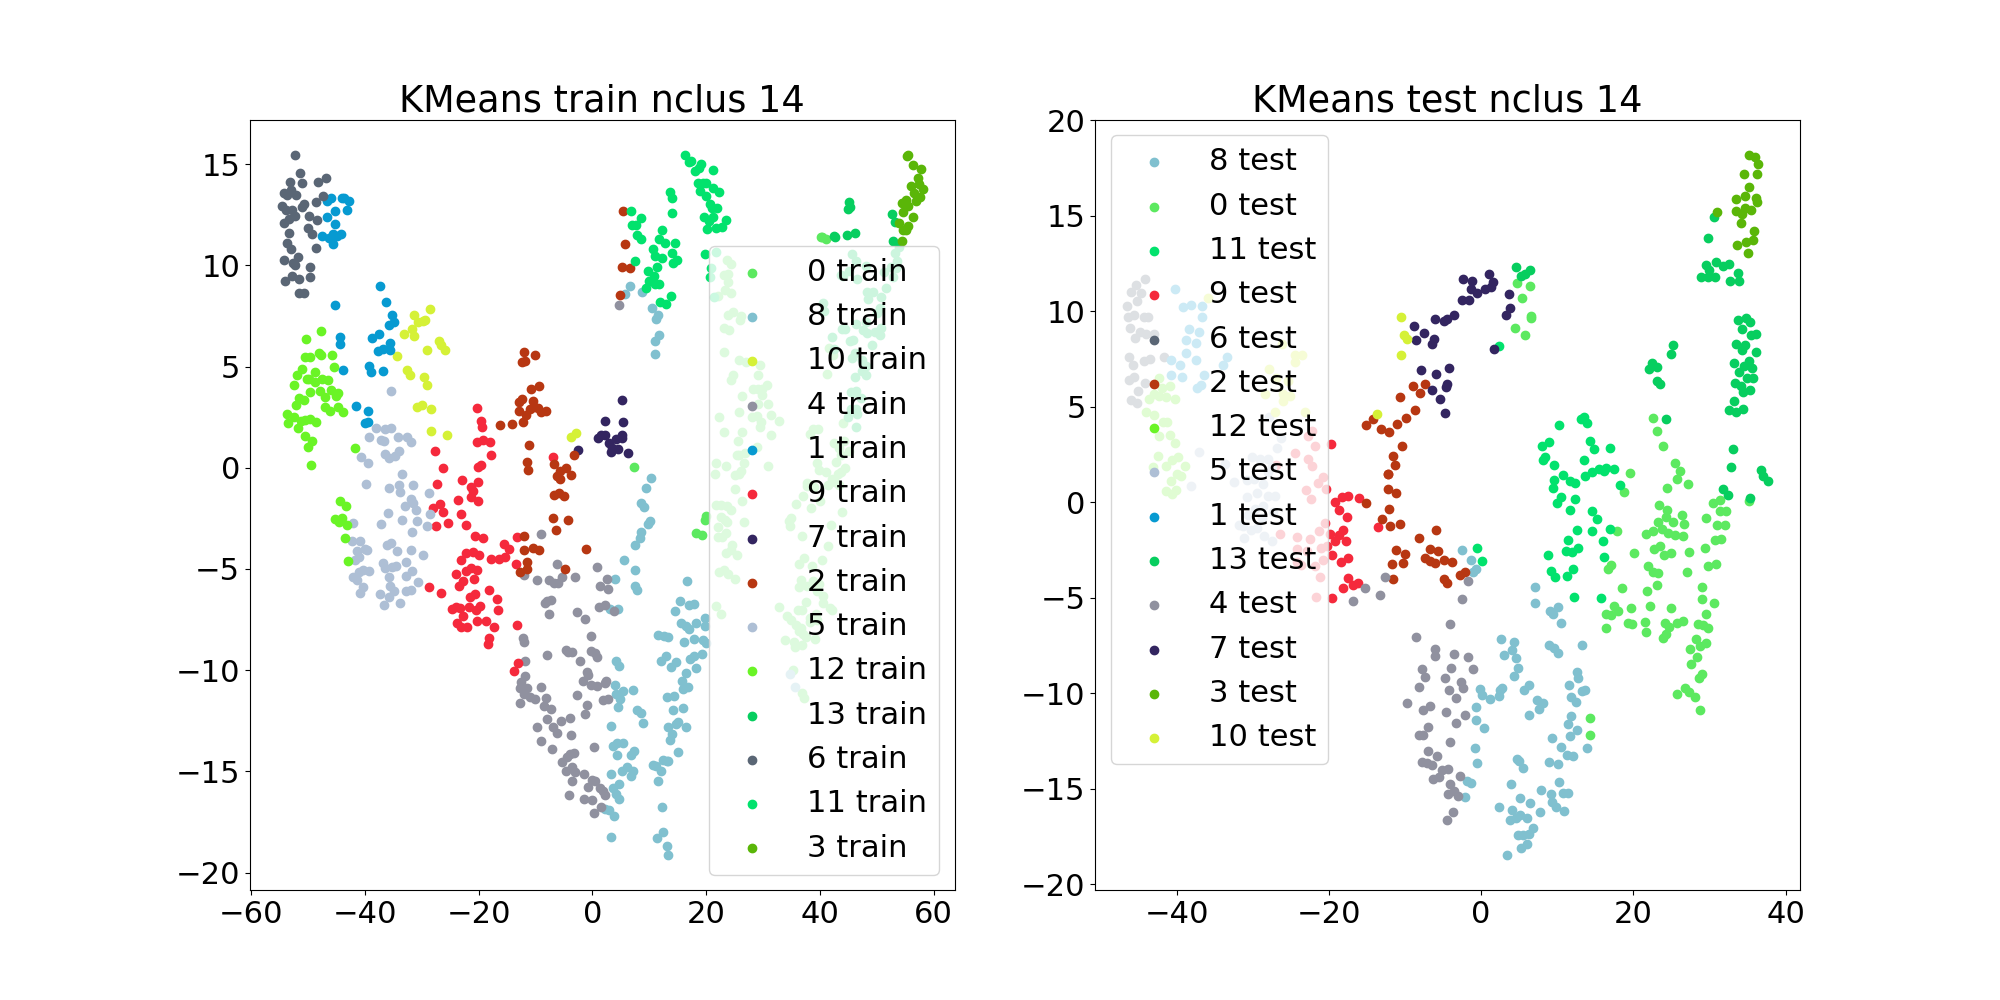 KMeans train nclus 14
15
10
5
0
−5
−10
−15
−20
−60
−40
−20
0
20
40
60
0 train
8 train
10 train
4 train
1 train
9 train
7 train
2 train
5 train
12 train
13 train
6 train
11 train
3 train
KMeans test nclus 14
20
15
10
5
0
−5
−10
−15
−20
−40
−20
0
20
40
8 test
0 test
11 test
9 test
6 test
2 test
12 test
5 test
1 test
13 test
4 test
7 test
3 test
10 test